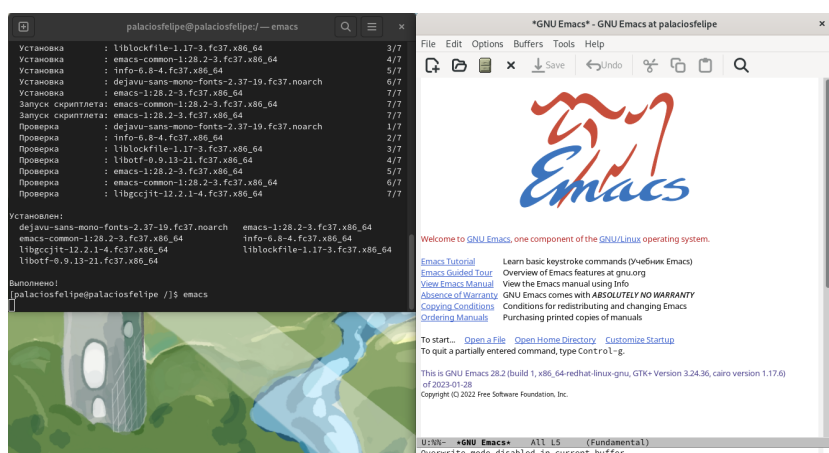 palaciosfelipe@palaciosfelipe:/ — emacs
Установка : liblockfile-1.17-3.fc37.x86_64 3/7
Установка : emacs-common-1:28.2-3.fc37.x86_64 4/7
Установка : info-6.8-4.fc37.x86_64 5/7
Установка : dejavu-sans-mono-fonts-2.37-19.fc37.noarch 6/7
Установка : emacs-1:28.2-3.fc37.x86_64 7/7
Запуск скриптлета: emacs-common-1:28.2-3.fc37.x86_64 7/7
Запуск скриптлета: emacs-1:28.2-3.fc37.x86_64 7/7
Проверка : dejavu-sans-mono-fonts-2.37-19.fc37.noarch 1/7
Проверка : info-6.8-4.fc37.x86_64 2/7
Проверка : liblockfile-1.17-3.fc37.x86_64 3/7
Проверка : libotf-0.9.13-21.fc37.x86_64 4/7
Проверка : emacs-1:28.2-3.fc37.x86_64 5/7
Проверка : emacs-common-1:28.2-3.fc37.x86_64 6/7
Проверка : libgccjit-12.2.1-4.fc37.x86_64 7/7
Установлен:
dejavu-sans-mono-fonts-2.37-19.fc37.noarch emacs-1:28.2-3.fc37.x86_64
emacs-common-1:28.2-3.fc37.x86_64 info-6.8-4.fc37.x86_64
libgccjit-12.2.1-4.fc37.x86_64 liblockfile-1.17-3.fc37.x86_64
libotf-0.9.13-21.fc37.x86_64
Выполнено!
[palaciosfelipe@palaciosfelipe /]$ emacs
*GNU Emacs* - GNU Emacs at palaciosfelipe
File Edit Options Buffers Tools Help
Save Undo
Emacs
Welcome to GNU Emacs, one component of the GNU/Linux operating system.
Emacs Tutorial Learn basic keystroke commands (Учебник Emacs)
Emacs Guided Tour Overview of Emacs features at gnu.org
View Emacs Manual View the Emacs manual using Info
Absence of Warranty GNU Emacs comes with ABSOLUTELY NO WARRANTY
Copying Conditions Conditions for redistributing and changing Emacs
Ordering Manuals Purchasing printed copies of manuals
To start... Open a File Open Home Directory Customize Startup
To quit a partially entered command, type Control-g.
This is GNU Emacs 28.2 (build 1, x86_64-redhat-linux-gnu, GTK+ Version 3.24.36, cairo version 1.17.6)
of 2023-01-28
Copyright (C) 2022 Free Software Foundation, Inc.
U:%%- *GNU Emacs* All L5 (Fundamental)
Overwrite mode disabled in current buffer